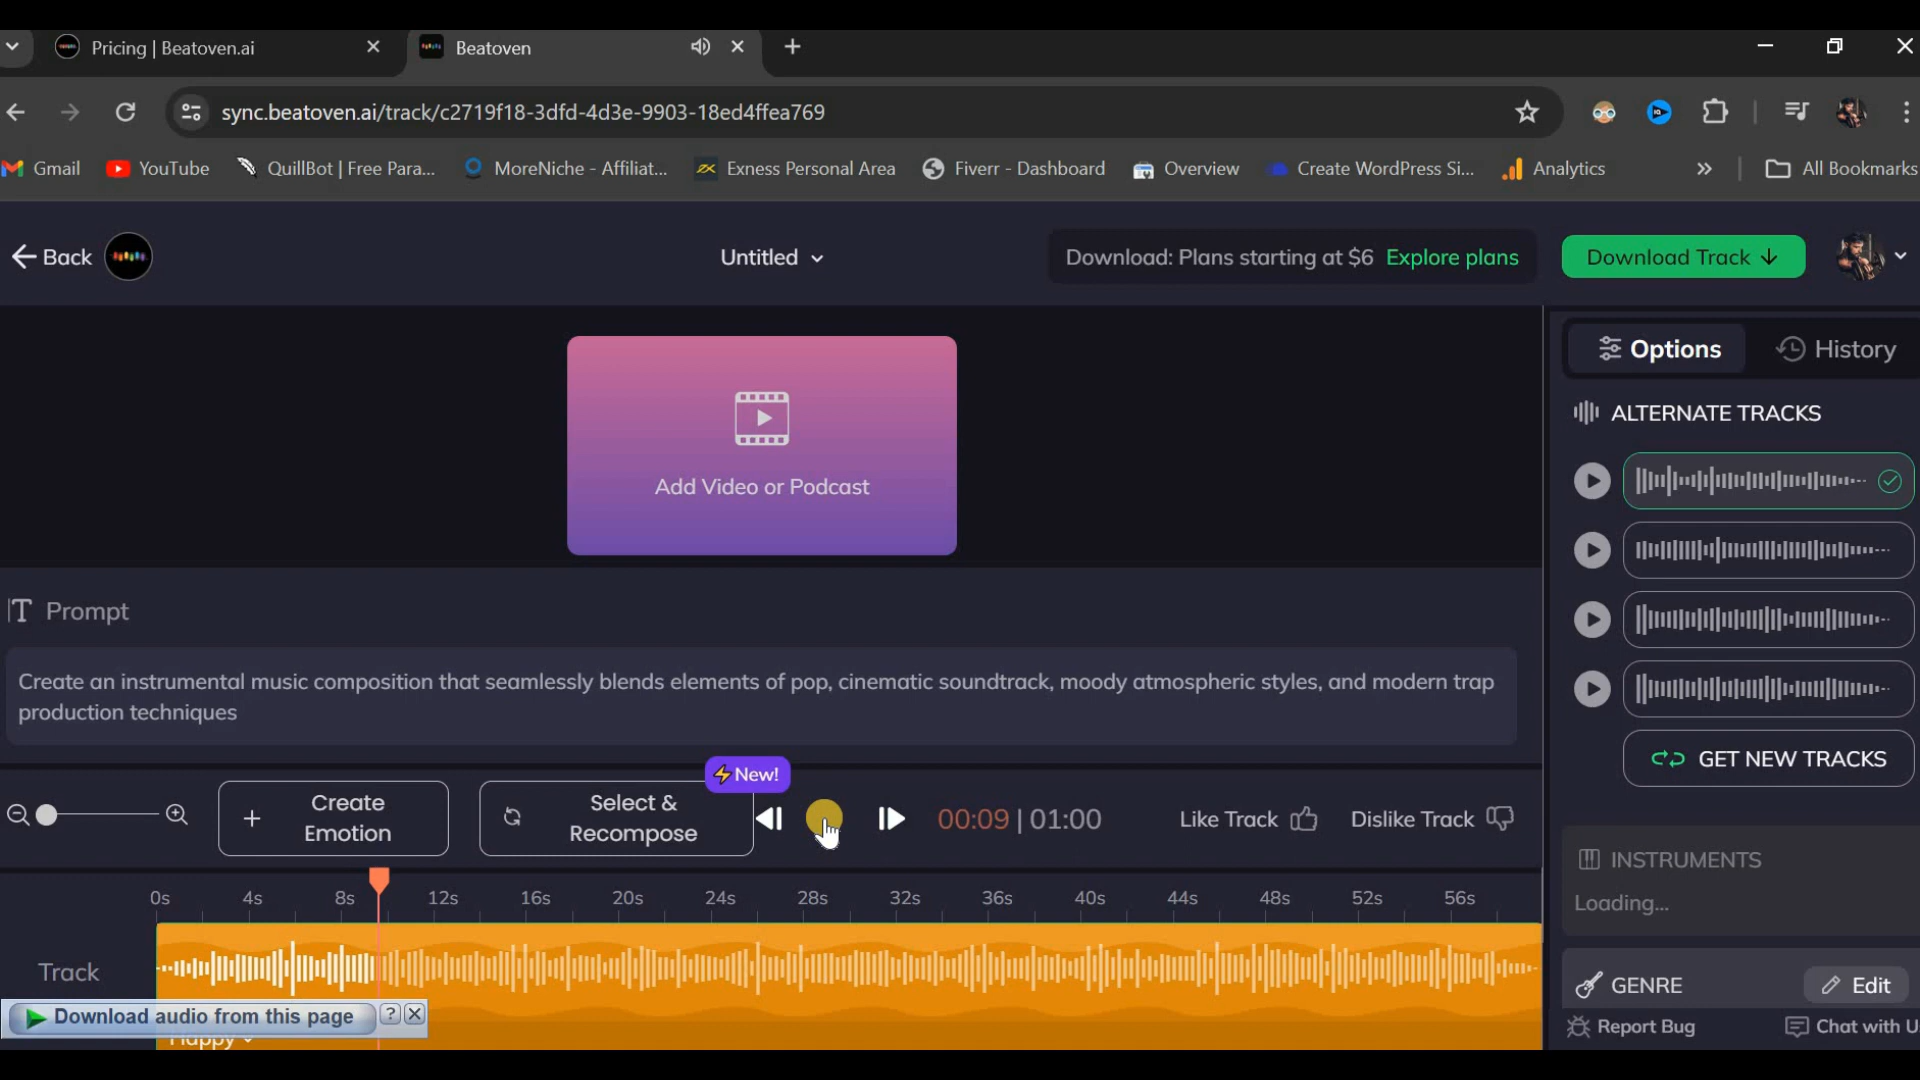 Pricing | Beatoven.ai
Beatoven
sync.beatoven.ai/track/c2719f18-3dfd-4d3e-9903-18ed4ffea769
Gmail
YouTube
QuillBot | Free Para...
MoreNiche - Affiliat...
Exness Personal Area
Fiverr - Dashboard
Overview
Create WordPress Si...
Analytics
All Bookmarks
Back
Untitled
Download: Plans starting at $6 Explore plans
Download Track
Add Video or Podcast
Options
History
ALTERNATE TRACKS
Prompt
Create an instrumental music composition that seamlessly blends elements of pop, cinematic soundtrack, moody atmospheric styles, and modern trap
production techniques
GET NEW TRACKS
New!
Create
Emotion
Select &
Recompose
00:09 | 01:00
Like Track
Dislike Track
INSTRUMENTS
Loading...
0s 4s 8s 12s 16s 20s 24s 28s 32s 36s 40s 44s 48s 52s 56s
Track
GENRE
Edit
Download audio from this page
?
Happy
Report Bug
Chat with U